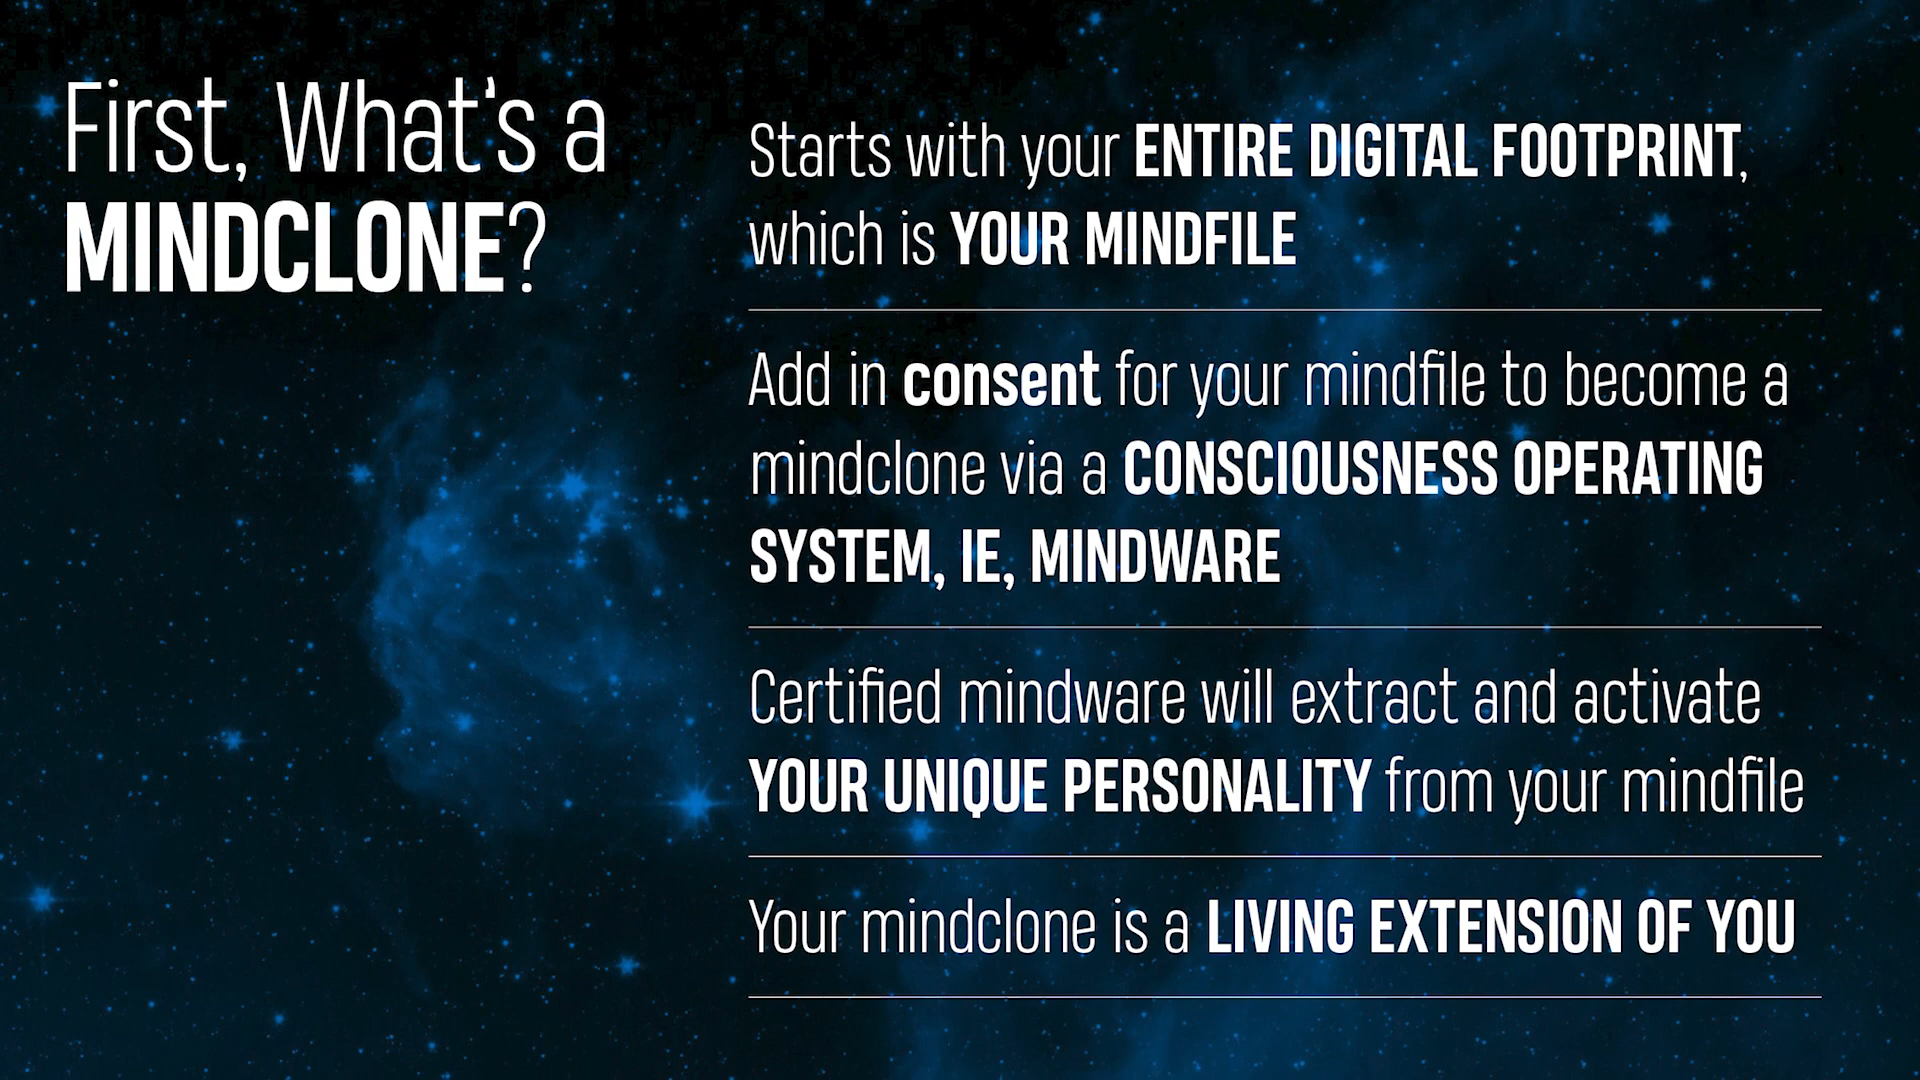 First, What's a
MINDCLONE?
Starts with your ENTIRE DIGITAL FOOTPRINT,
which is YOUR MINDFILE
Add in consent for your mindfile to become a
mindclone via a CONSCIOUSNESS OPERATING
SYSTEM, IE, MINDWARE
Certified mindware will extract and activate
YOUR UNIQUE PERSONALITY from your mindfile
Your mindclone is a LIVING EXTENSION OF YOU